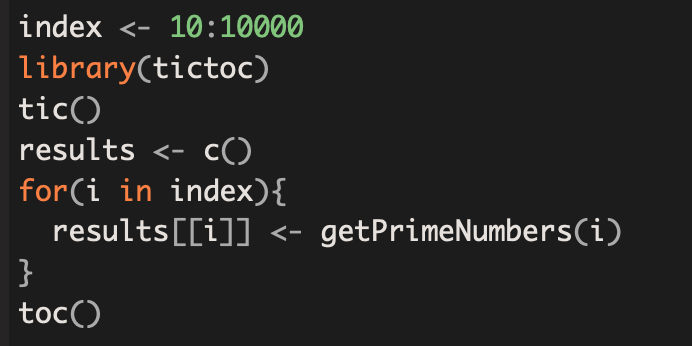 index <- 10:10000
library(tictoc)
tic()
results <- c()
for(i in index){
  results[[i]] <- getPrimeNumbers(i)
}
toc()